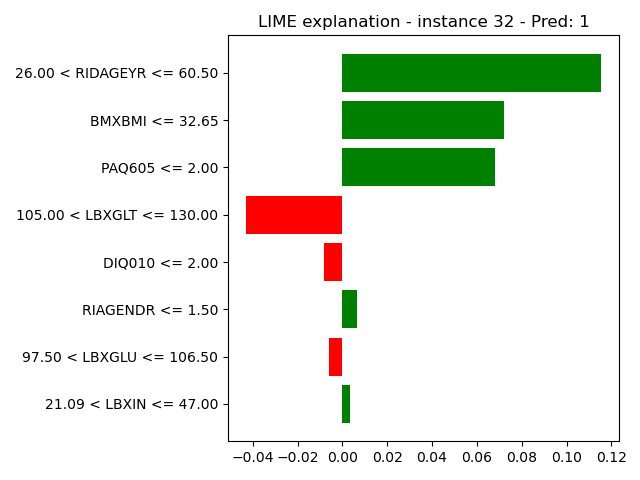 LIME explanation - instance 32 - Pred: 1
26.00 < RIDAGEYR <= 60.50
BMXBMI <= 32.65
PAQ605 <= 2.00
105.00 < LBXGLT <= 130.00
DIQ010 <= 2.00
RIAGENDR <= 1.50
97.50 < LBXGLU <= 106.50
21.09 < LBXIN <= 47.00
−0.04 −0.02 0.00 0.02 0.04 0.06 0.08 0.10 0.12